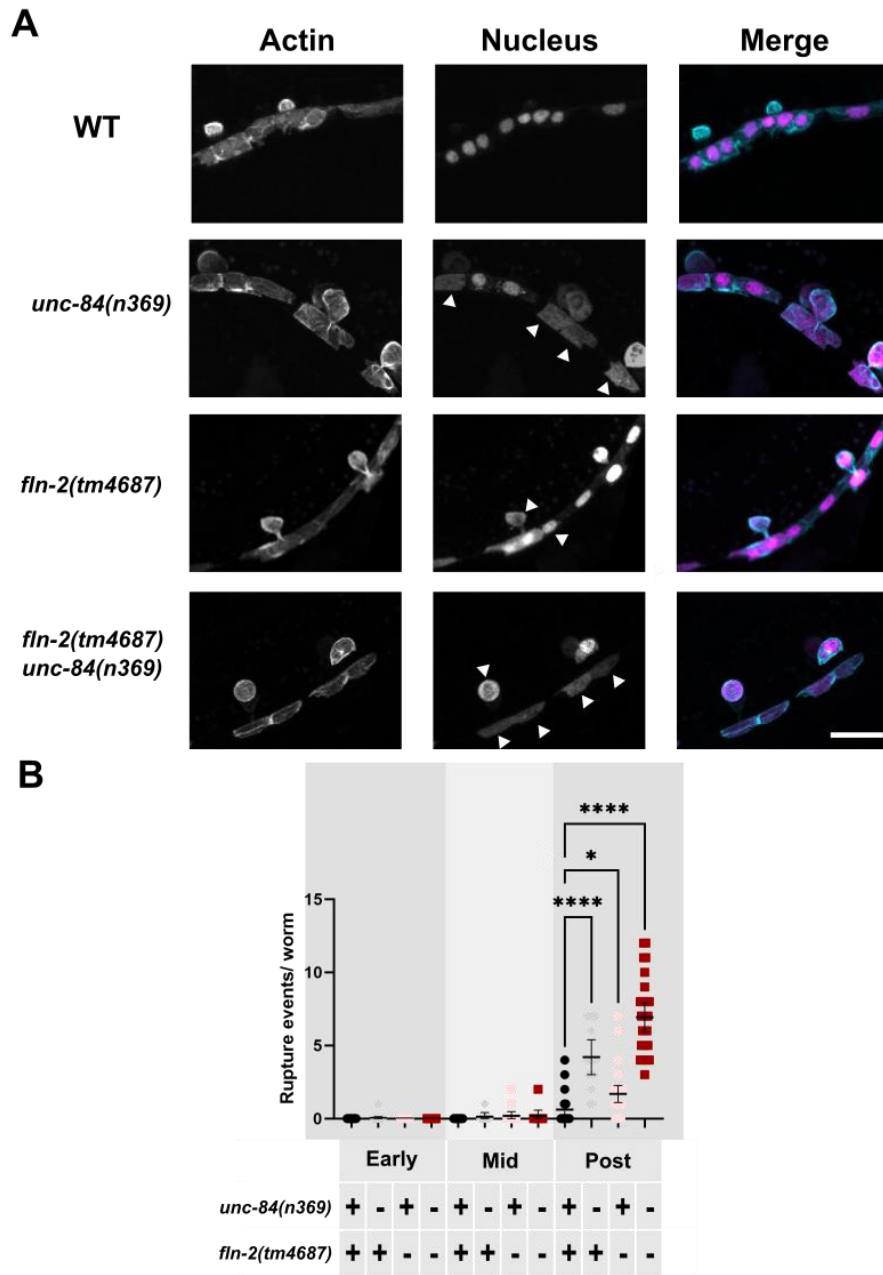 A
Actin Nucleus Merge
WT
unc-84(n369)
fln-2(tm4687)
fln-2(tm4687)
unc-84(n369)
B
****
*
****
15
10
5
0
Rupture events/ worm
Early Mid Post
unc-84(n369) + - + - + - + - + - + -
fln-2(tm4687) + + - - + + - - + + - -